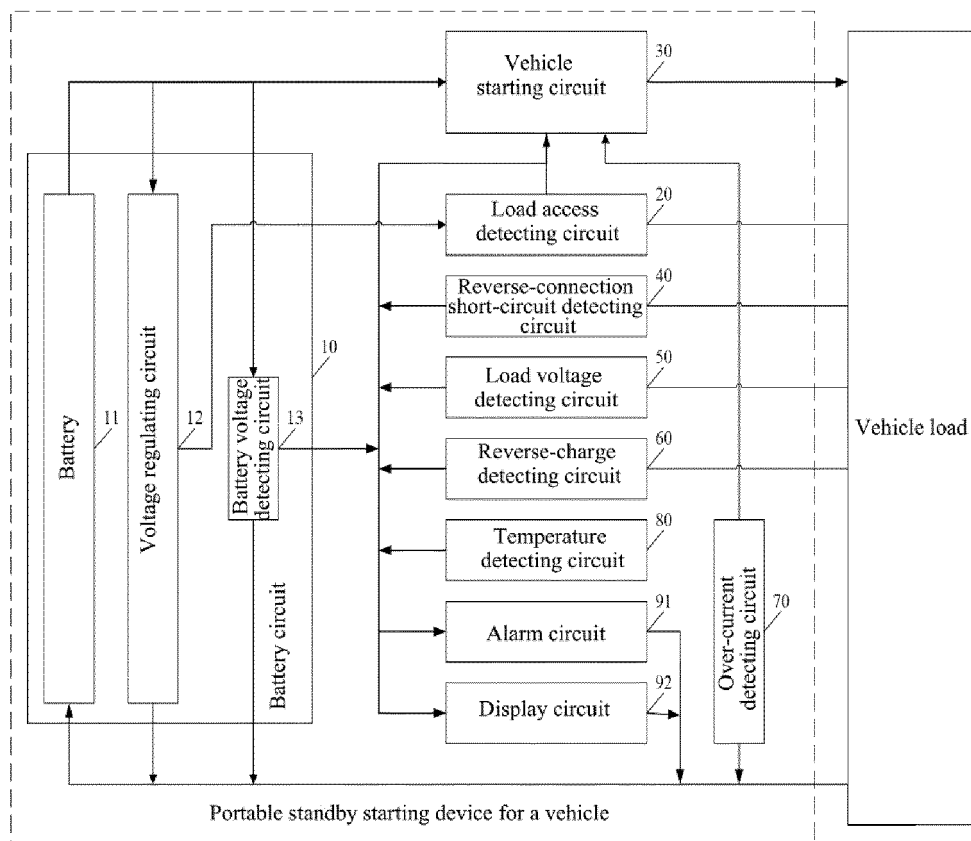 Vehicle
starting circuit
30
Load access
detecting circuit
20
Reverse-connection
short-circuit detecting
circuit
40
Load voltage
detecting circuit
50
Reverse-charge
detecting circuit
60
Temperature
detecting circuit
80
Alarm circuit
91
Display circuit
92
Battery
11
Voltage regulating circuit
12
Battery voltage
detecting circuit
13
10
Battery circuit
Over-current
detecting circuit
70
Vehicle load
Portable standby starting device for a vehicle